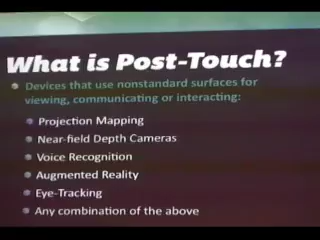 What is Post-Touch?
Devices that use nonstandard surfaces for
viewing, communicating or interacting:
Projection Mapping
Near-field Depth Cameras
Voice Recognition
Augmented Reality
Eye-Tracking
Any combination of the above